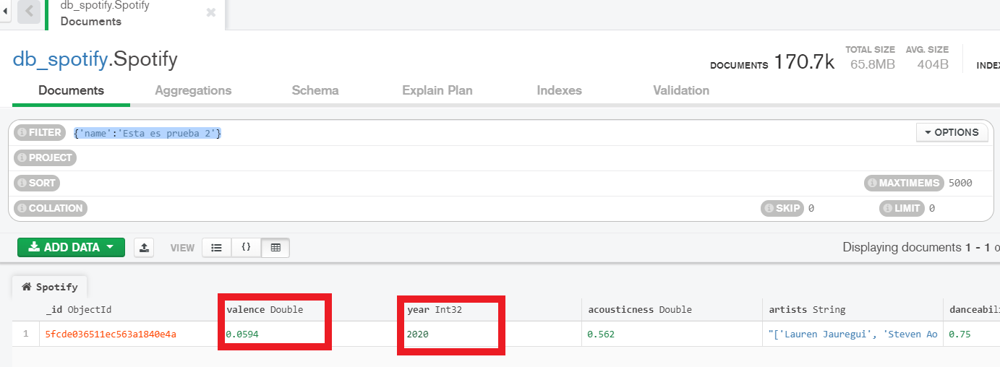 db_spotify.Spotify
Documents
db_spotify.Spotify
DOCUMENTS 170.7k TOTAL SIZE 65.8MB AVG. SIZE 404B
Documents Aggregations Schema Explain Plan Indexes Validation
FILTER {'name':'Esta es prueba 2'} OPTIONS
PROJECT
SORT MAXTIMEMS 5000
COLLATION SKIP 0 LIMIT 0
ADD DATA VIEW {} Displaying documents 1 - 1
Spotify
_id ObjectId valence Double year Int32 acousticness Double artists String
1 5fcde036511ec563a1840e4a 0.0594 2020 0.562 "['Lauren Jauregui', 'Steven Ao 0.75